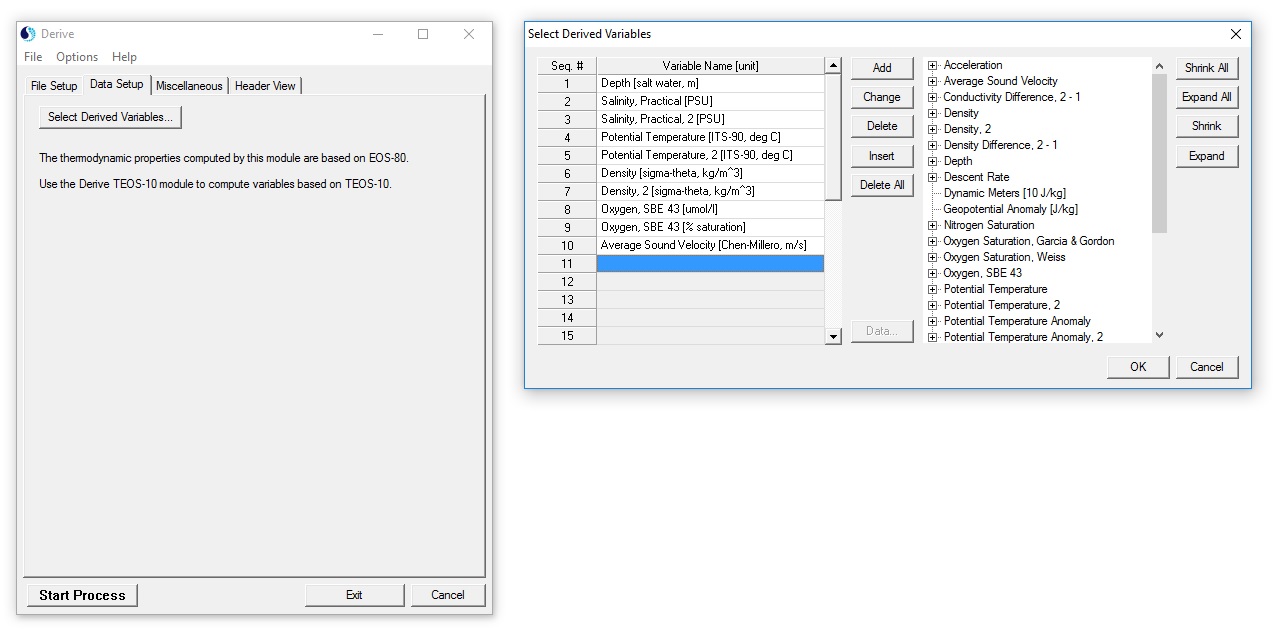 Derive
File Options Help
File Setup Data Setup Miscellaneous Header View
Select Derived Variables...
The thermodynamic properties computed by this module are based on EOS-80.
Use the Derive TEOS-10 module to compute variables based on TEOS-10.
Start Process Exit Cancel
Select Derived Variables
Seq. # Variable Name [unit]
1 Depth [salt water, m]
2 Salinity, Practical [PSU]
3 Salinity, Practical, 2 [PSU]
4 Potential Temperature [ITS-90, deg C]
5 Potential Temperature, 2 [ITS-90, deg C]
6 Density [sigma-theta, kg/m^3]
7 Density, 2 [sigma-theta, kg/m^3]
8 Oxygen, SBE 43 [umol/l]
9 Oxygen, SBE 43 [% saturation]
10 Average Sound Velocity [Chen-Millero, m/s]
11
12
13
14
15
Add
Change
Delete
Insert
Delete All
Data...
Acceleration
Average Sound Velocity
Conductivity Difference, 2 - 1
Density
Density, 2
Density Difference, 2 - 1
Depth
Descent Rate
Dynamic Meters [10 J/kg]
Geopotential Anomaly [J/kg]
Nitrogen Saturation
Oxygen Saturation, Garcia & Gordon
Oxygen Saturation, Weiss
Oxygen, SBE 43
Potential Temperature
Potential Temperature, 2
Potential Temperature Anomaly
Potential Temperature Anomaly, 2
Shrink All
Expand All
Shrink
Expand
OK Cancel